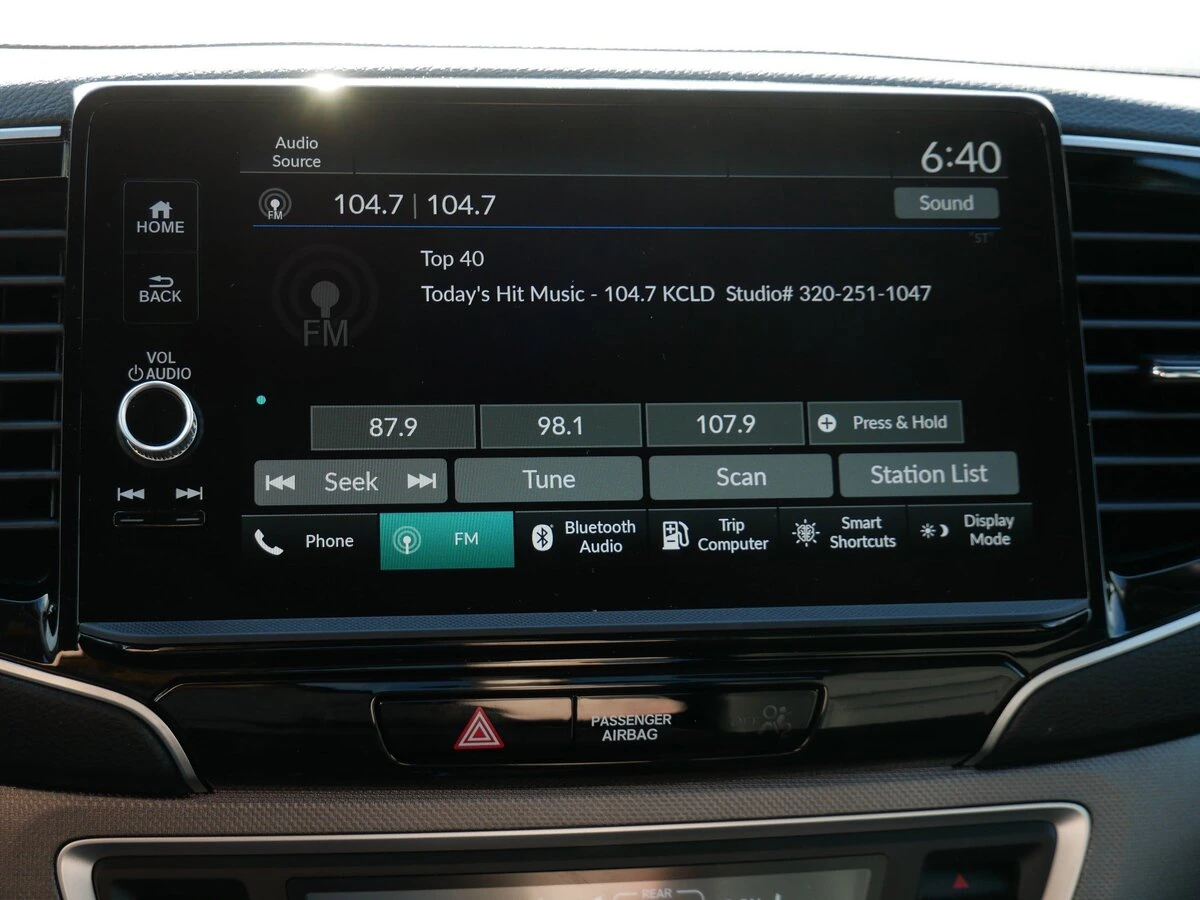 Audio
Source
6:40
FM
104.7 | 104.7
Sound
"ST"
HOME
BACK
Top 40
Today's Hit Music - 104.7 KCLD Studio# 320-251-1047
FM
VOL
AUDIO
87.9
98.1
107.9
Press & Hold
Seek
Tune
Scan
Station List
Phone
FM
Bluetooth
Audio
Trip
Computer
Smart
Shortcuts
Display
Mode
PASSENGER
AIRBAG
REAR